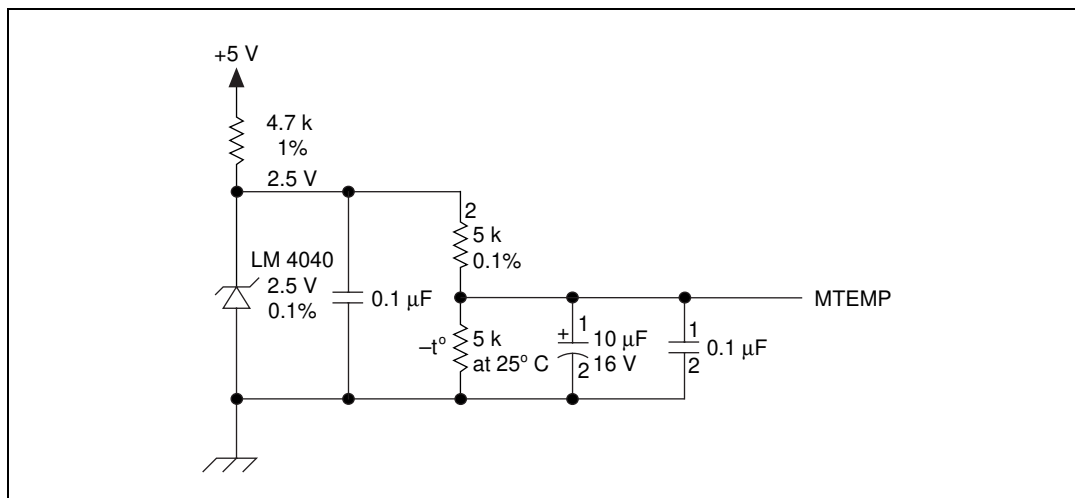 +5 V
4.7 k
1%
2.5 V
2
5 k
0.1%
LM 4040
2.5 V
0.1%
0.1 µF
MTEMP
–t°
5 k
at 25° C
+
1
10 µF
2
16 V
1
0.1 µF
2